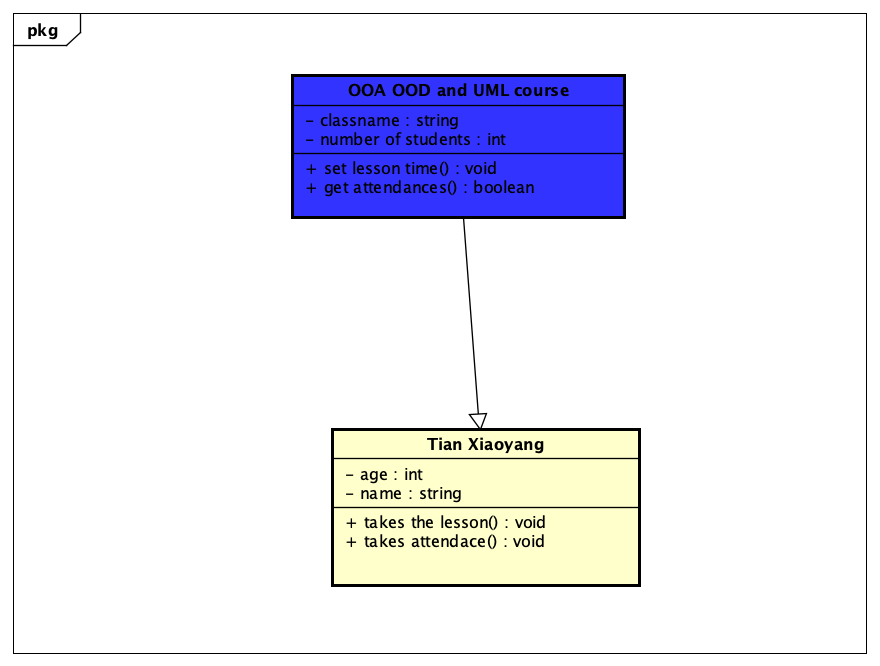 pkg
OOA OOD and UML course
- classname : string
- number of students : int
+ set lesson time() : void
+ get attendances() : boolean
Tian Xiaoyang
- age : int
- name : string
+ takes the lesson() : void
+ takes attendace() : void